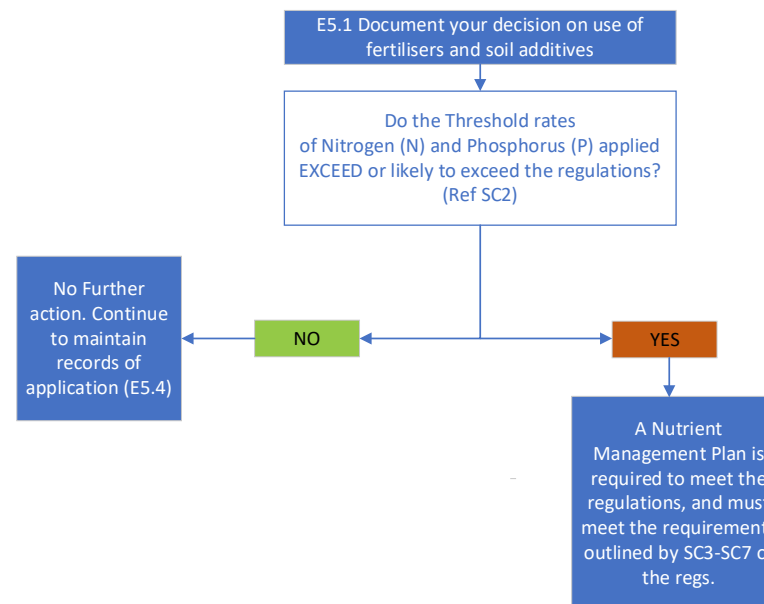 E5.1 Document your decision on use of
fertilisers and soil additives
Do the Threshold rates
of Nitrogen (N) and Phosphorus (P) applied
EXCEED or likely to exceed the regulations?
(Ref SC2)
No Further
action. Continue
to maintain
records of
application (E5.4)
NO
YES
A Nutrient
Management Plan is
required to meet the
regulations, and must
meet the requirement
outlined by SC3-SC7 o
the regs.